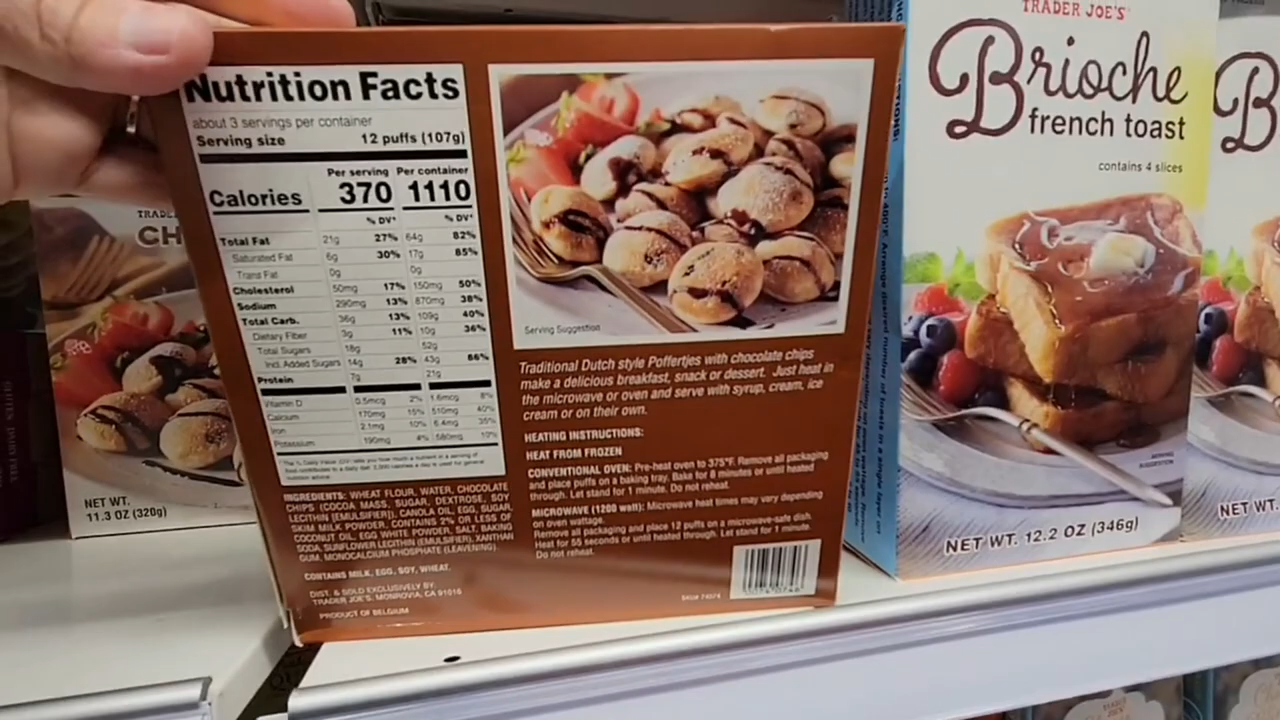 Nutrition Facts
about 3 servings per container
Serving size 12 puffs (107g)
Per serving Per container
Calories 370 1110
% DV* % DV*
Total Fat 21g 27% 64g 82%
Saturated Fat 6g 30% 17g 85%
Trans Fat 0g 0g
Cholesterol 50mg 17% 150mg 50%
Sodium 290mg 13% 870mg 38%
Total Carb. 36g 13% 109g 40%
Dietary Fiber 3g 11% 10g 36%
Total Sugars 18g 52g
Incl. Added Sugars 14g 28% 43g 86%
Protein 7g 21g
Vitamin D 0.5mcg 2% 1.6mcg 8%
Calcium 170mg 15% 510mg 40%
Iron 2.1mg 10% 6.4mg 35%
Potassium 190mg 4% 580mg 10%
INGREDIENTS: WHEAT FLOUR, WATER, CHOCOLATE
CHIPS (COCOA MASS, SUGAR, DEXTROSE, SOY
LECITHIN [EMULSIFIER]), CANOLA OIL, EGG, SUGAR,
SKIM MILK POWDER, CONTAINS 2% OR LESS OF
COCONUT OIL, EGG WHITE POWDER, SALT, BAKING
SODA, SUNFLOWER LECITHIN (EMULSIFIER), XANTHAN
GUM, MONOCALCIUM PHOSPHATE (LEAVENING).
CONTAINS MILK, EGG, SOY, WHEAT.
DIST. & SOLD EXCLUSIVELY BY:
TRADER JOE'S, MONROVIA, CA 91016
PRODUCT OF BELGIUM
Serving Suggestion
Traditional Dutch style Poffertjes with chocolate chips
make a delicious breakfast, snack or dessert. Just heat in
the microwave or oven and serve with syrup, cream, ice
cream or on their own.
HEATING INSTRUCTIONS:
HEAT FROM FROZEN
CONVENTIONAL OVEN: Pre-heat oven to 375°F. Remove all packaging
and place puffs on a baking tray. Bake for 8 minutes or until heated
through. Let stand for 1 minute. Do not reheat.
MICROWAVE (1200 watt): Microwave heat times may vary depending
on oven wattage.
Remove all packaging and place 12 puffs on a microwave-safe dish.
Heat for 55 seconds or until heated through. Let stand for 1 minute.
Do not reheat.
SKU# 74074
CH
NET WT.
11.3 OZ (320g)
TRADER JOE'S
Brioche
french toast
contains 4 slices
SERVING
SUGGESTION
NET WT. 12.2 OZ (346g)
B
NET WT.